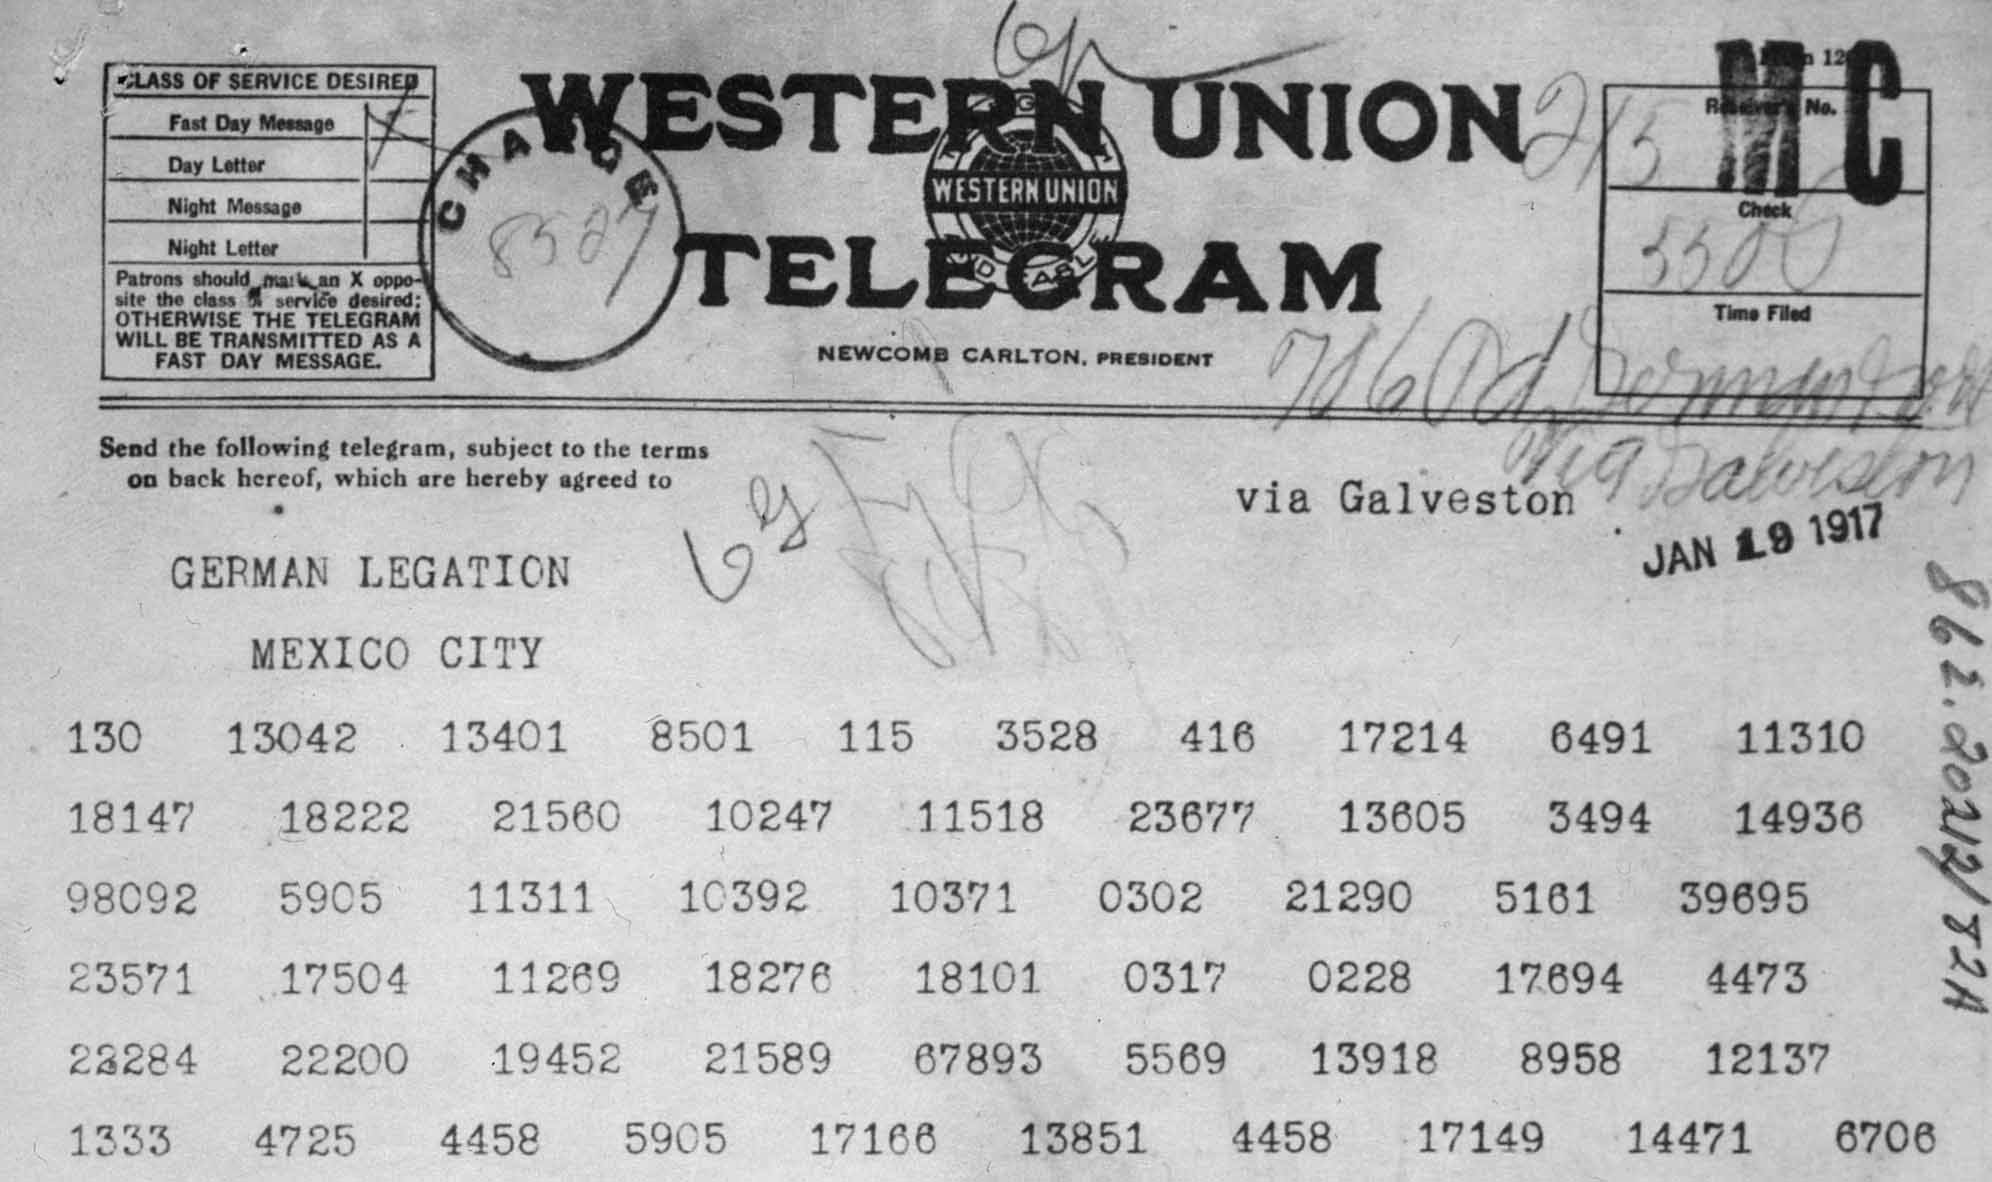 CLASS OF SERVICE DESIRED
Fast Day Message
Day Letter
Night Message
Night Letter
Patrons should mark an X oppo-
site the class of service desired:
OTHERWISE THE TELEGRAM
WILL BE TRANSMITTED AS A
FAST DAY MESSAGE.
CHARGE
8527
WESTERN UNION
WESTERN UNION
TELEGRAM
NEWCOMB CARLTON, PRESIDENT
Receiver's No.
Check
Time Filed
Via Galveston
Send the following telegram, subject to the terms
on back hereof, which are hereby agreed to
via Galveston
JAN 19 1917
GERMAN LEGATION
MEXICO CITY
130 13042 13401 8501 115 3528 416 17214 6491 11310
18147 18222 21560 10247 11518 23677 13605 3494 14936
98092 5905 11311 10392 10371 0302 21290 5161 39695
23571 17504 11269 18276 18101 0317 0228 17694 4473
22284 22200 19452 21589 67893 5569 13918 8958 12137
1333 4725 4458 5905 17166 13851 4458 17149 14471 6706
862.20212/82A